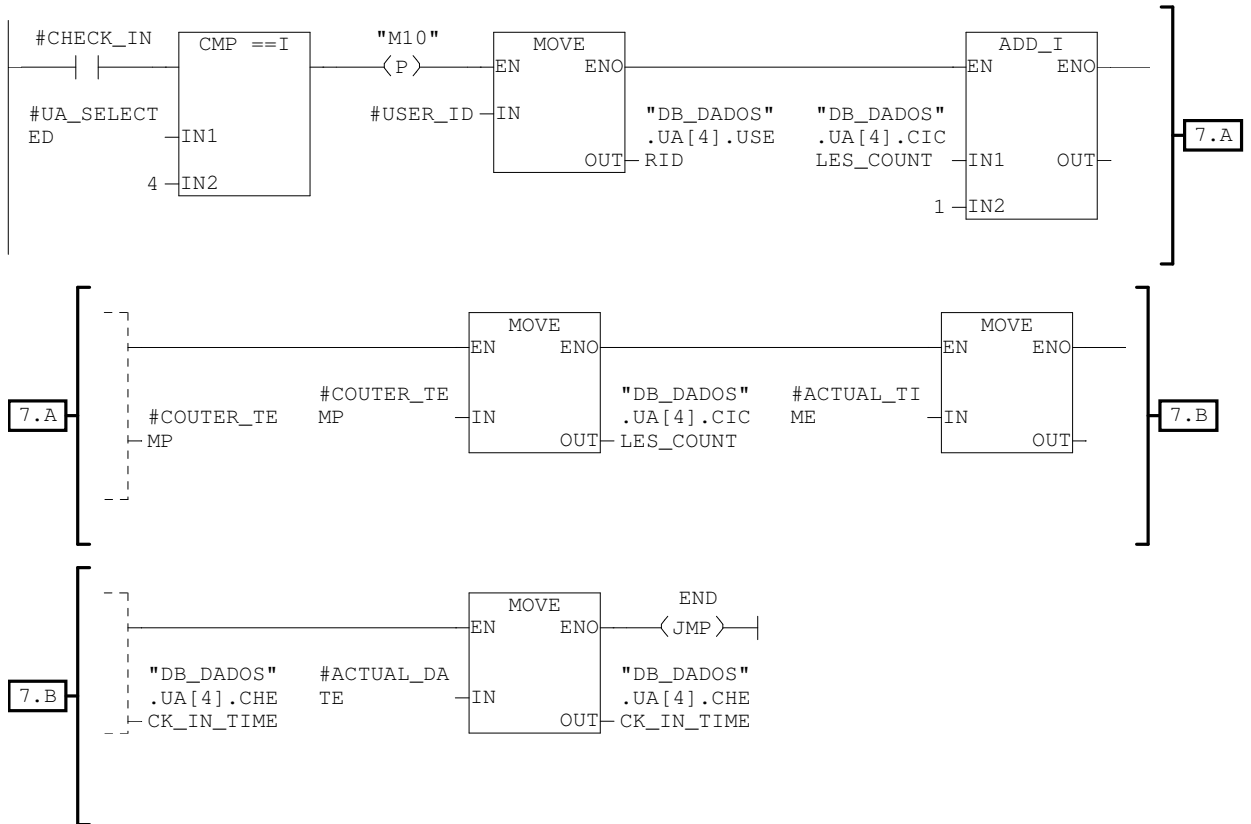 #CHECK_IN
CMP ==I
"M10"
P
MOVE
EN ENO
ADD_I
EN ENO
#UA_SELECT
ED
IN1
4 IN2
#USER_ID IN
"DB_DADOS"
.UA[4].USE
OUT RID
"DB_DADOS"
.UA[4].CIC
LES_COUNT IN1 OUT
1 IN2
7.A
7.A
#COUTER_TE
MP
#COUTER_TE
MP
MOVE
EN ENO
IN
OUT
"DB_DADOS"
.UA[4].CIC
LES_COUNT
#ACTUAL_TI
ME
MOVE
EN ENO
IN
OUT
7.B
7.B
"DB_DADOS"
.UA[4].CHE
CK_IN_TIME
#ACTUAL_DA
TE
MOVE
EN ENO
IN
OUT
END
JMP
"DB_DADOS"
.UA[4].CHE
CK_IN_TIME